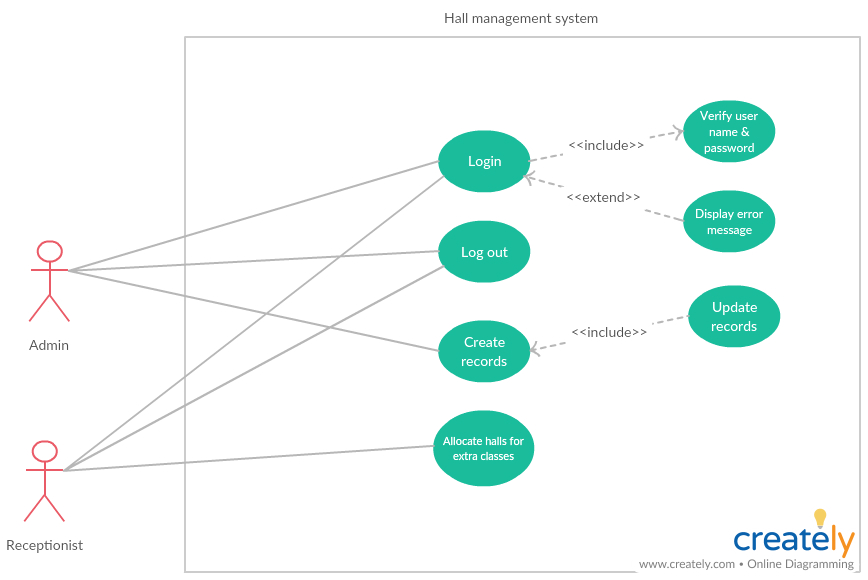 Hall management system
Verify user
name &
password
<<include>>
Login
<<extend>>
Display error
message
Log out
Update
records
<<include>>
Create
records
Admin
Allocate halls for
extra classes
Receptionist
creately
www.creately.com • Online Diagramming